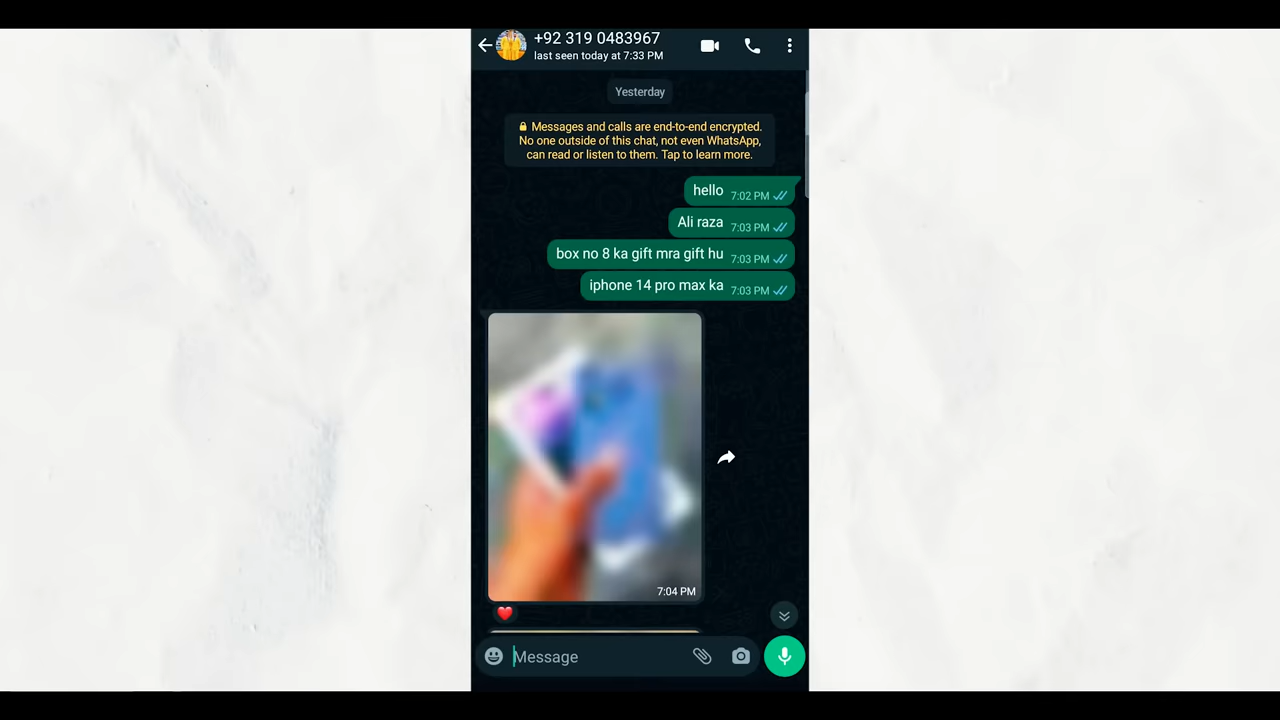 +92 319 0483967
last seen today at 7:33 PM
Yesterday
Messages and calls are end-to-end encrypted.
No one outside of this chat, not even WhatsApp,
can read or listen to them. Tap to learn more.
hello 7:02 PM
Ali raza 7:03 PM
box no 8 ka gift mra gift hu 7:03 PM
iphone 14 pro max ka 7:03 PM
7:04 PM
Message